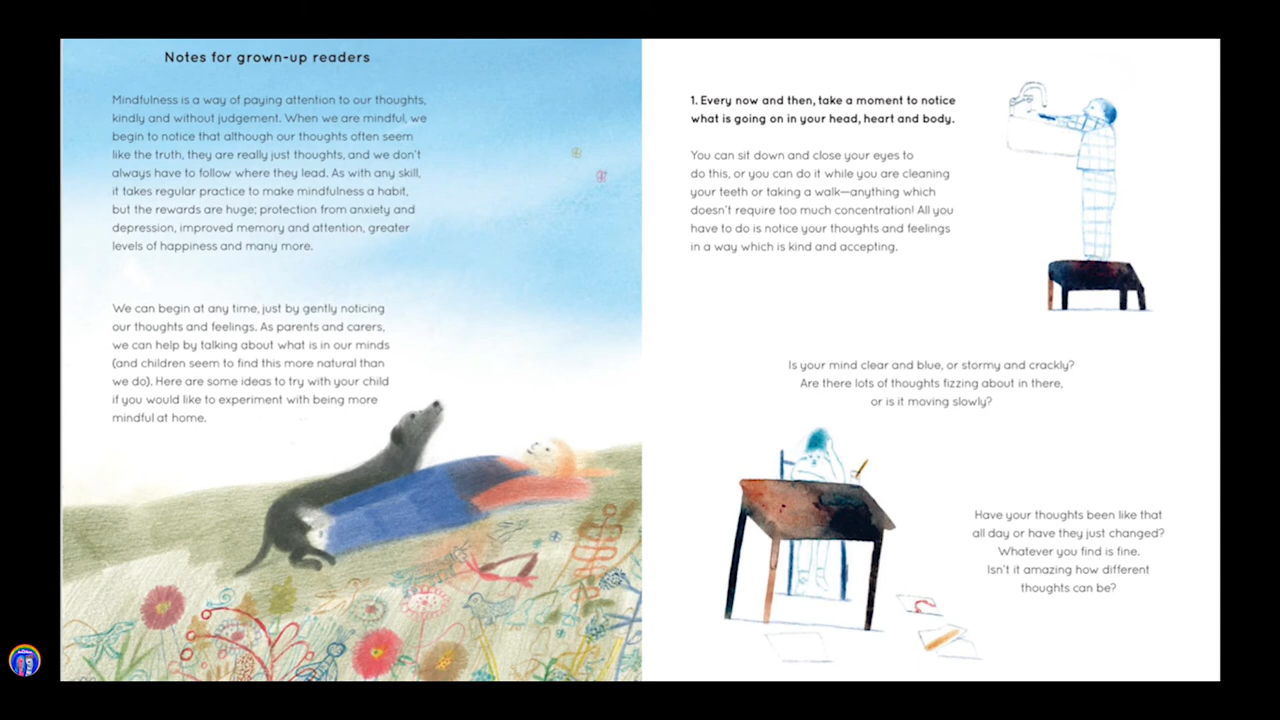 Notes for grown-up readers
Mindfulness is a way of paying attention to our thoughts,
kindly and without judgement. When we are mindful, we
begin to notice that although our thoughts often seem
like the truth, they are really just thoughts, and we don't
always have to follow where they lead. As with any skill,
it takes regular practice to make mindfulness a habit,
but the rewards are huge; protection from anxiety and
depression, improved memory and attention, greater
levels of happiness and many more.
We can begin at any time, just by gently noticing
our thoughts and feelings. As parents and carers,
we can help by talking about what is in our minds
(and children seem to find this more natural than
we do). Here are some ideas to try with your child
if you would like to experiment with being more
mindful at home.
1. Every now and then, take a moment to notice
what is going on in your head, heart and body.
You can sit down and close your eyes to
do this, or you can do it while you are cleaning
your teeth or taking a walk—anything which
doesn't require too much concentration! All you
have to do is notice your thoughts and feelings
in a way which is kind and accepting.
Is your mind clear and blue, or stormy and crackly?
Are there lots of thoughts fizzing about in there,
or is it moving slowly?
Have your thoughts been like that
all day or have they just changed?
Whatever you find is fine.
Isn't it amazing how different
thoughts can be?